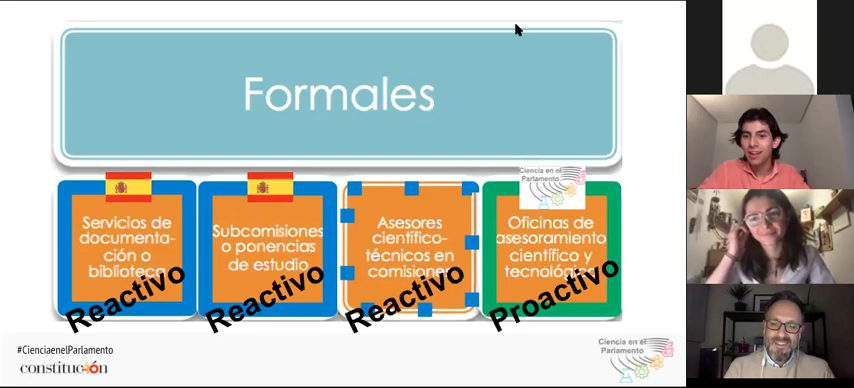 Formales
Ciencia en el
Parlamento
Servicios de
documenta-
ción o
biblioteca
Reactivo
Subcomisiones
o ponencias
de estudio
Reactivo
Asesores
científico-
técnicos en
comisiones
Reactivo
Oficinas de
asesoramiento
científico y
tecnológico
Proactivo
#CienciaenelParlamento
constitución
Ciencia en el
Parlamento